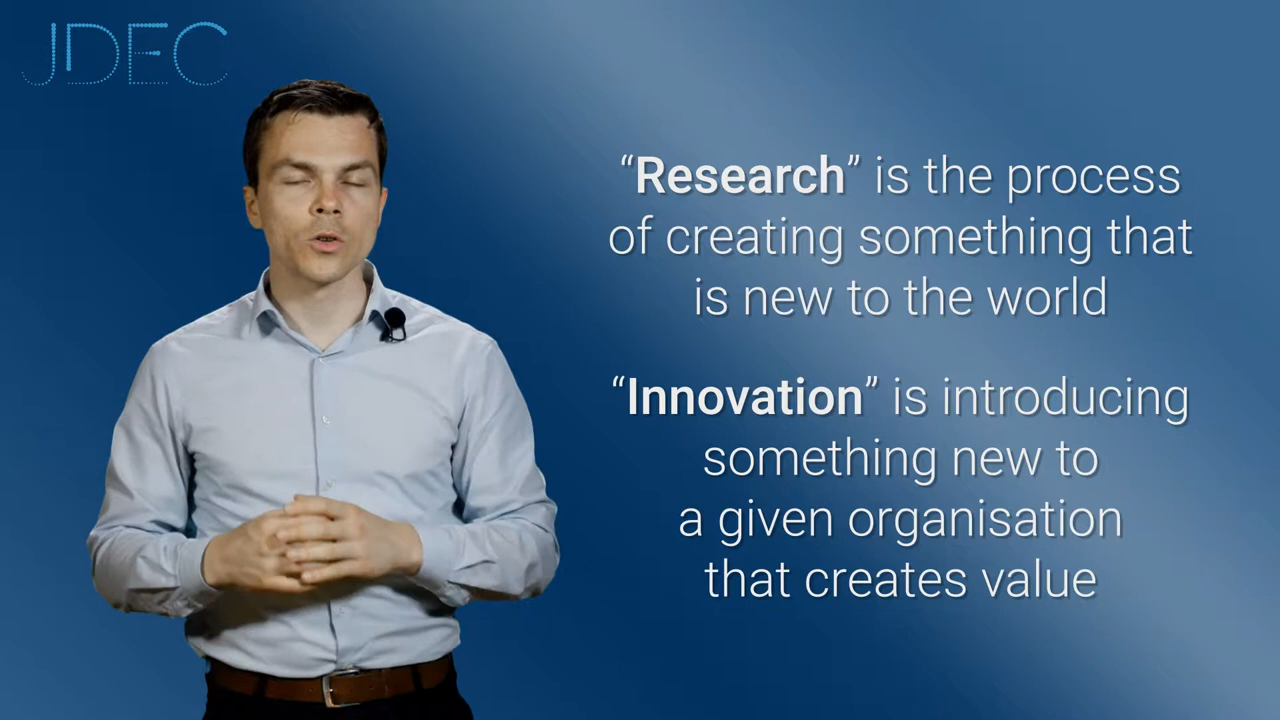 JDEC
“Research” is the process
of creating something that
is new to the world
“Innovation” is introducing
something new to
a given organisation
that creates value